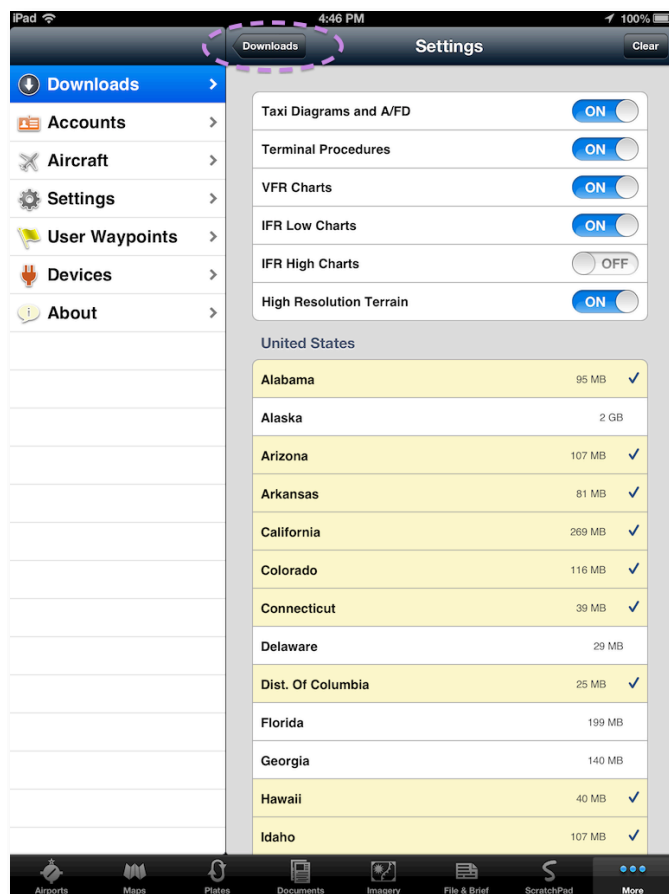 iPad 4:46 PM 100%
Downloads Settings Clear
Downloads
Accounts
Aircraft
Settings
User Waypoints
Devices
About
Taxi Diagrams and A/FD ON
Terminal Procedures ON
VFR Charts ON
IFR Low Charts ON
IFR High Charts OFF
High Resolution Terrain ON
United States
Alabama 95 MB
Alaska 2 GB
Arizona 107 MB
Arkansas 81 MB
California 269 MB
Colorado 116 MB
Connecticut 39 MB
Delaware 29 MB
Dist. Of Columbia 25 MB
Florida 199 MB
Georgia 140 MB
Hawaii 40 MB
Idaho 107 MB
Airports Maps Plates Documents Imagery File & Brief ScratchPad More